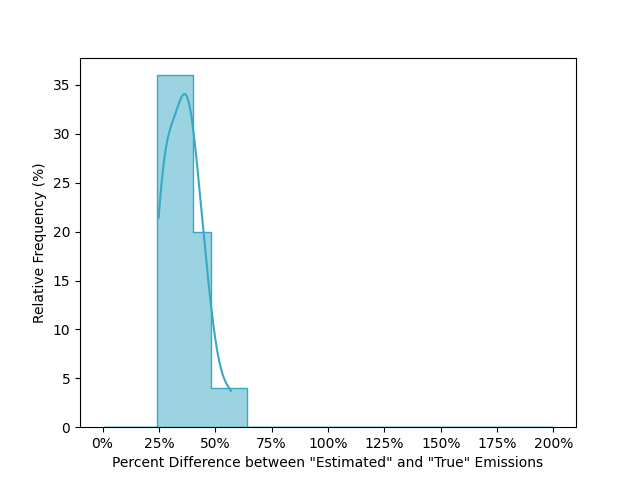 35
30
25
20
15
10
5
0
Relative Frequency (%)
0% 25% 50% 75% 100% 125% 150% 175% 200%
Percent Difference between "Estimated" and "True" Emissions